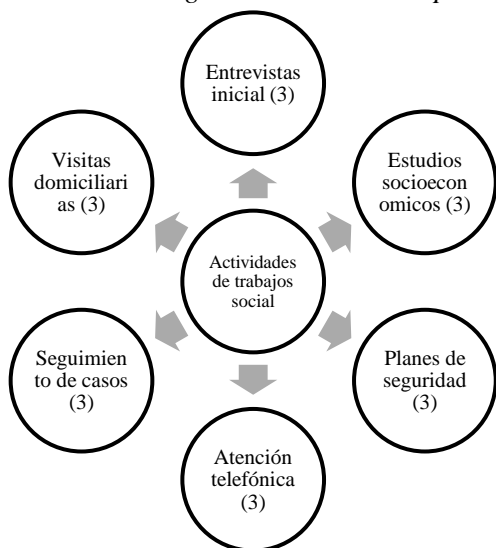 Entrevistas
inicial (3)
Estudios
socioecon
omicos (3)
Planes de
seguridad
(3)
Atención
telefónica
(3)
Seguimien
to de casos
(3)
Visitas
domiciliari
as (3)
Actividades
de trabajos
social